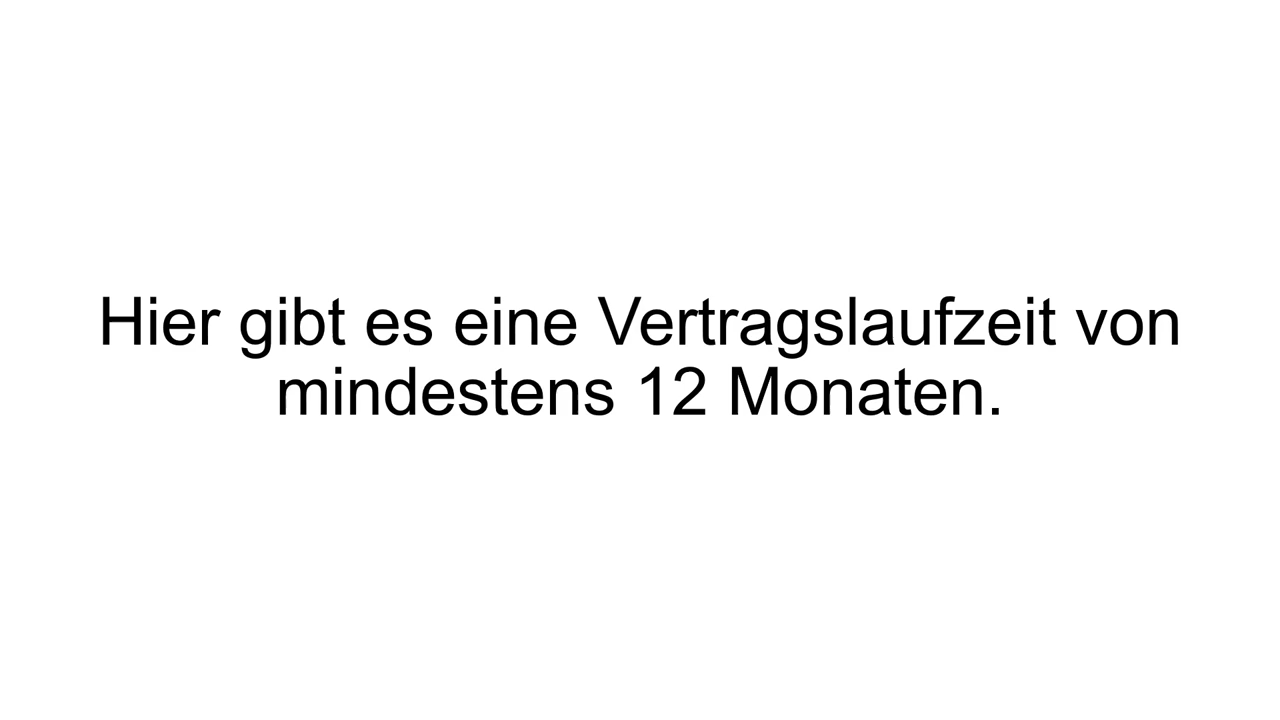 Hier gibt es eine Vertragslaufzeit von
mindestens 12 Monaten.